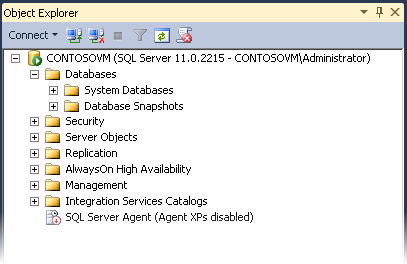 Object Explorer
Connect
CONTOSOVM (SQL Server 11.0.2215 - CONTOSOVM\Administrator)
Databases
System Databases
Database Snapshots
Security
Server Objects
Replication
AlwaysOn High Availability
Management
Integration Services Catalogs
SQL Server Agent (Agent XPs disabled)